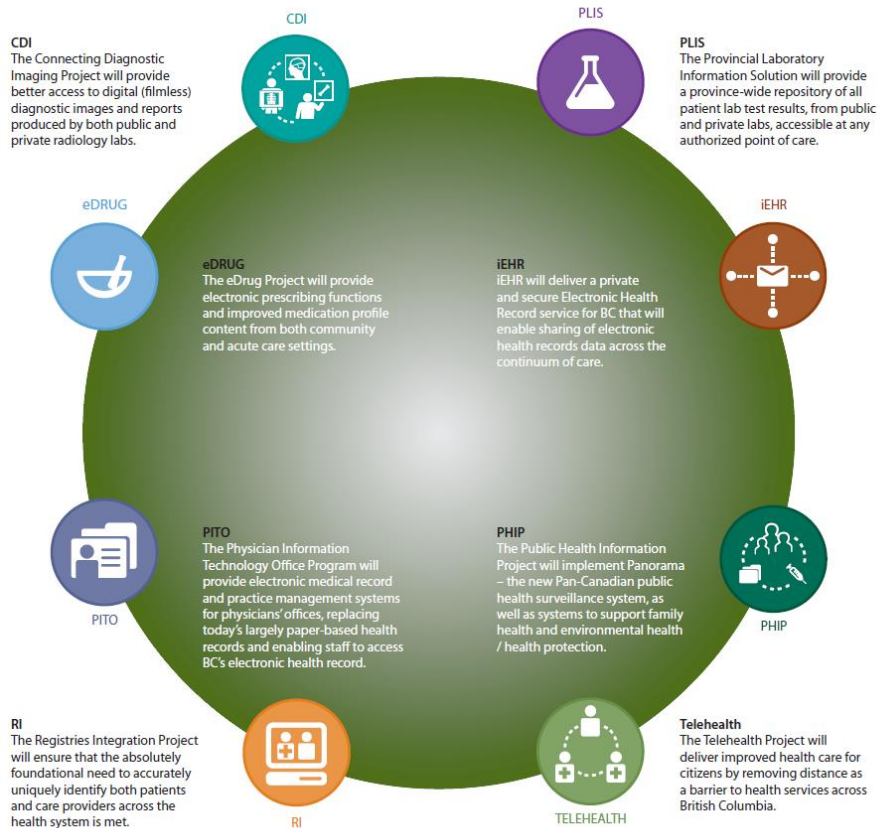 CDI
PLIS
CDI
The Connecting Diagnostic
Imaging Project will provide
better access to digital (filmless)
diagnostic images and reports
produced by both public and
private radiology labs.
PLIS
The Provincial Laboratory
Information Solution will provide
a province-wide repository of all
patient lab test results, from public
and private labs, accessible at any
authorized point of care.
eDRUG
iEHR
eDRUG
The eDrug Project will provide
electronic prescribing functions
and improved medication profile
content from both community
and acute care settings.
iEHR
iEHR will deliver a private
and secure Electronic Health
Record service for BC that will
enable sharing of electronic
health records data across the
continuum of care.
PITO
The Physician Information
Technology Office Program will
provide electronic medical record
and practice management systems
for physicians' offices, replacing
today's largely paper-based health
records and enabling staff to access
BC's electronic health record.
PHIP
The Public Health Information
Project will implement Panorama
– the new Pan-Canadian public
health surveillance system, as
well as systems to support family
health and environmental health
/ health protection.
PITO
PHIP
RI
The Registries Integration Project
will ensure that the absolutely
foundational need to accurately
uniquely identify both patients
and care providers across the
health system is met.
Telehealth
The Telehealth Project will
deliver improved health care for
citizens by removing distance as
a barrier to health services across
British Columbia.
RI
TELEHEALTH